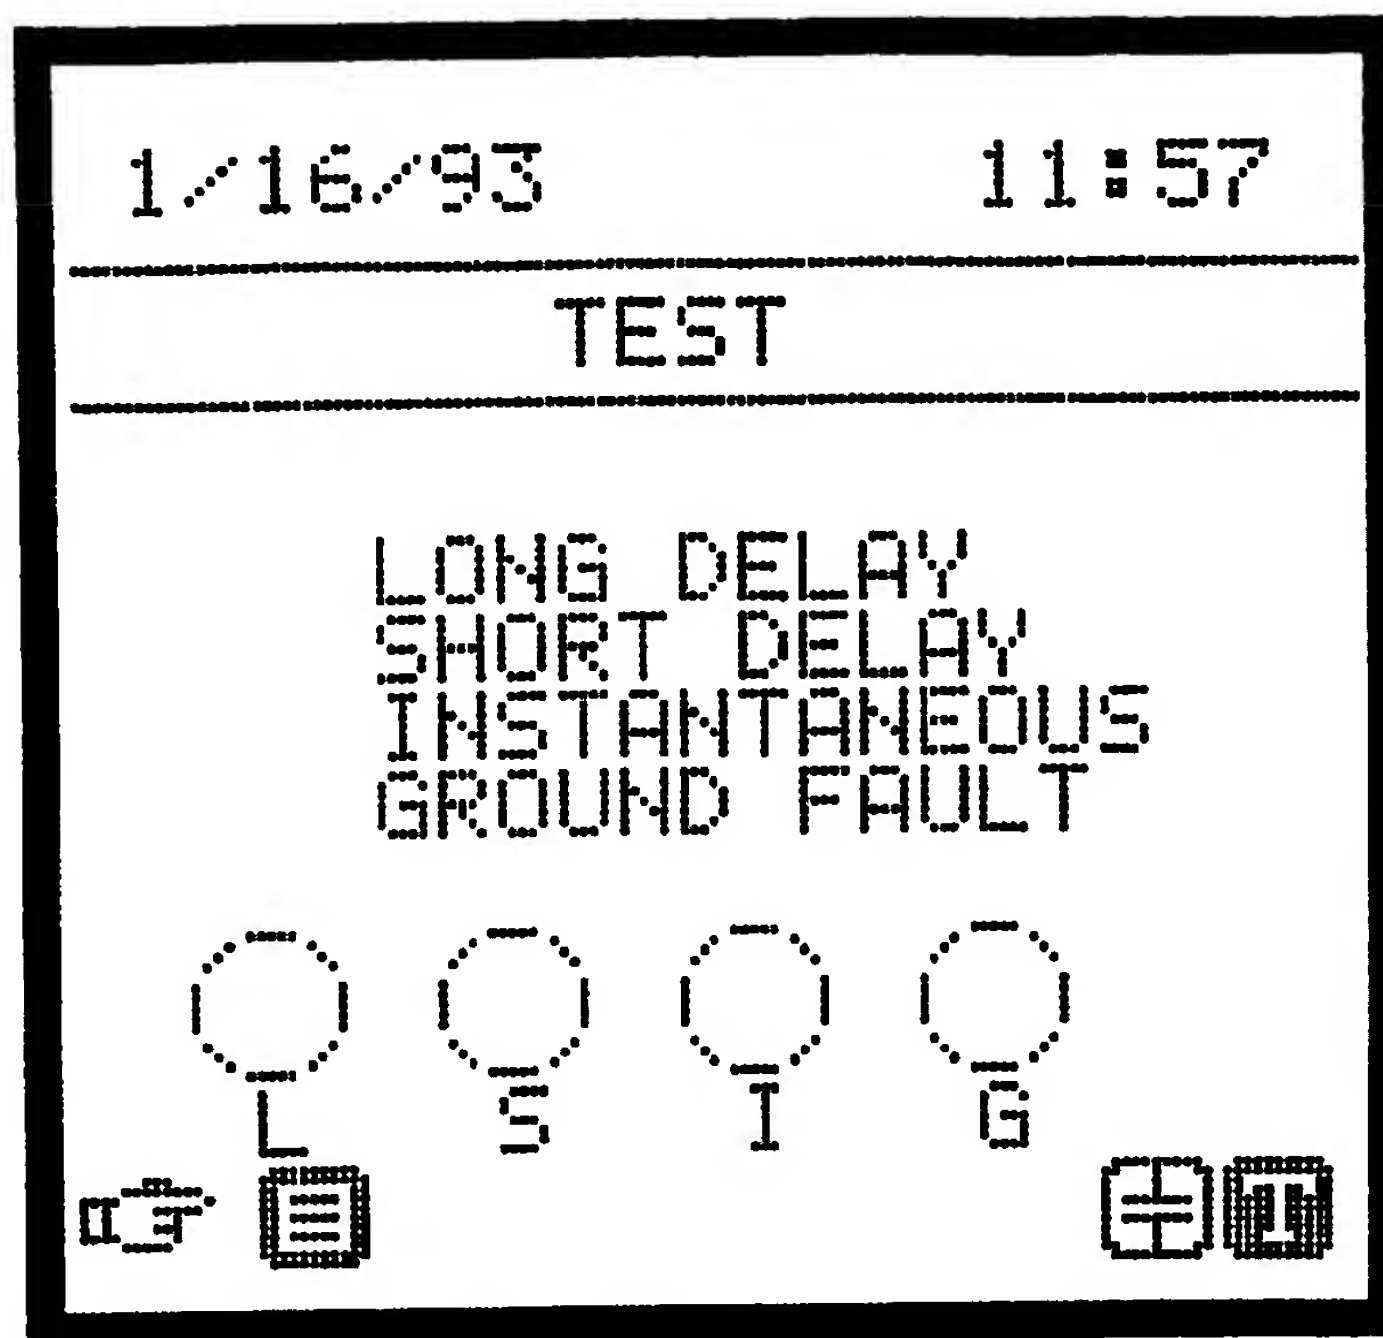 1/16/93 11:57
TEST
LONG DELAY
SHORT DELAY
INSTANTANEOUS
GROUND FAULT
L S I G